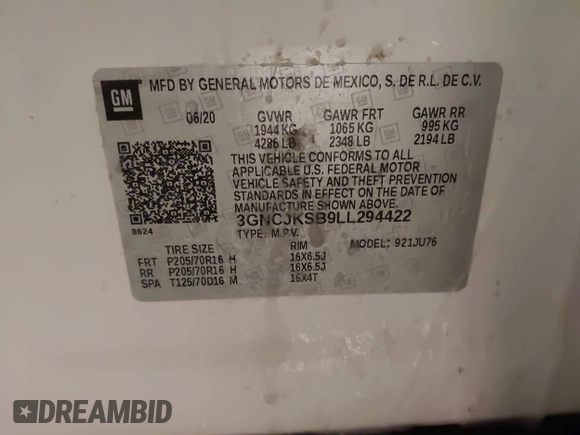 GM
MFD BY GENERAL MOTORS DE MEXICO, S. DE R.L. DE C.V.
06/20 GVWR GAWR FRT GAWR RR
1944 KG 1065 KG 995 KG
4286 LB 2348 LB 2194 LB
THIS VEHICLE CONFORMS TO ALL
APPLICABLE U.S. FEDERAL MOTOR
VEHICLE SAFETY AND THEFT PREVENTION
STANDARDS IN EFFECT ON THE DATE OF
MANUFACTURE SHOWN ABOVE.
8624 3GNCJKSB9LL294422
TYPE: M.P.V. MODEL: 921JU76
TIRE SIZE RIM
FRT P205/70R16 H 16X6.5J
RR P205/70R16 H 16X6.5J
SPA T125/70D16 M 16X4T
DREAMBID